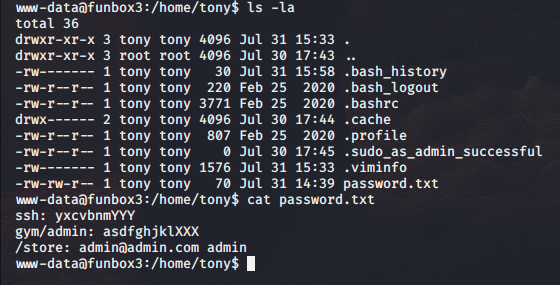 www-data@funbox3:/home/tony$ ls -la
total 36
drwxr-xr-x 3 tony tony 4096 Jul 31 15:33 .
drwxr-xr-x 3 root root 4096 Jul 30 17:43 ..
-rw------- 1 tony tony 30 Jul 31 15:58 .bash_history
-rw-r--r-- 1 tony tony 220 Feb 25 2020 .bash_logout
-rw-r--r-- 1 tony tony 3771 Feb 25 2020 .bashrc
drwx------ 2 tony tony 4096 Jul 30 17:44 .cache
-rw-r--r-- 1 tony tony 807 Feb 25 2020 .profile
-rw-r--r-- 1 tony tony 0 Jul 30 17:45 .sudo_as_admin_successful
-rw------- 1 tony tony 1576 Jul 31 15:33 .viminfo
-rw-rw-r-- 1 tony tony 70 Jul 31 14:39 password.txt
www-data@funbox3:/home/tony$ cat password.txt
ssh: yxcvbnmYYY
gym/admin: asdfghjklXXX
/store: admin@admin.com admin
www-data@funbox3:/home/tony$